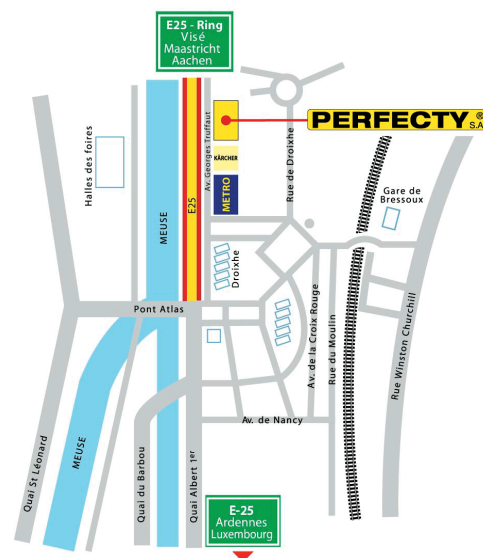 E25 - Ring
Visé
Maastricht
Aachen
PERFECTY ®
S.A
Halles des foires
Av. Georges Truffaut
KÄRCHER
METRO
Rue de Droixhe
Gare de
Bressoux
MEUSE
E25
Droixhe
Pont Atlas
Av. de la Croix Rouge
Rue du Moulin
Rue Winston Churchill
Av. de Nancy
Quai St Léonard
MEUSE
Quai du Barbou
Quai Albert 1er
E-25
Ardennes
Luxembourg